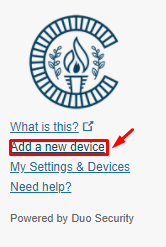 What is this?
Add a new device
My Settings & Devices
Need help?
Powered by Duo Security